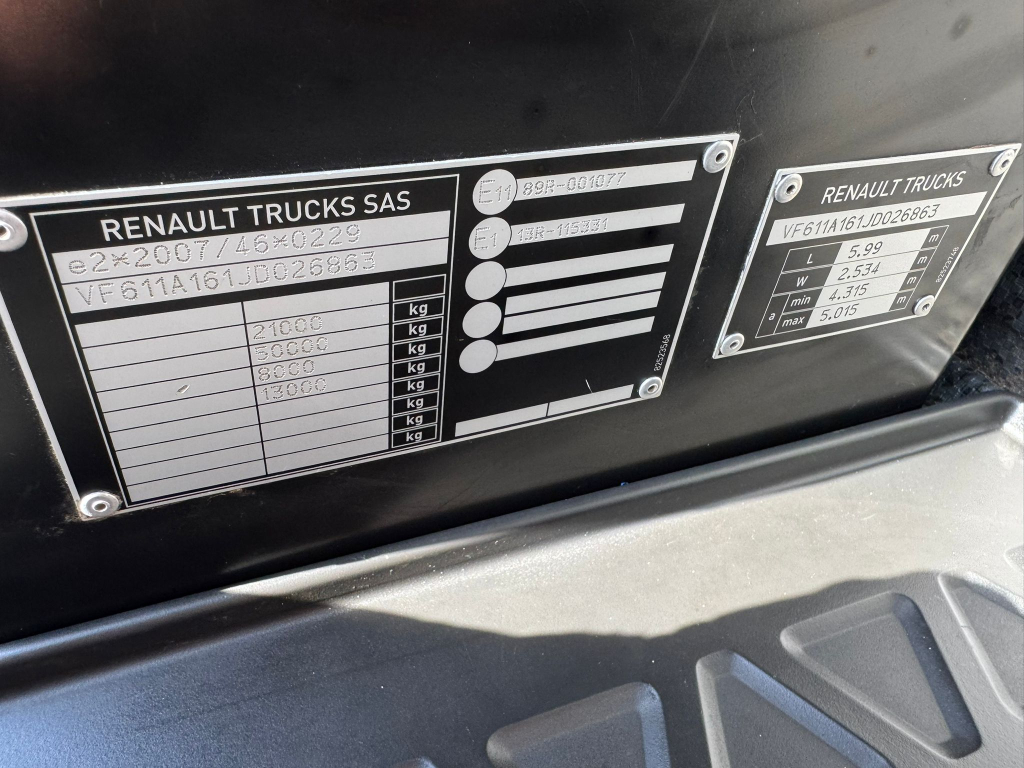 RENAULT TRUCKS SAS
e2*2007/46*0229
VF611A161JD026863
kg
21000 kg
50000 kg
8000 kg
13000 kg
kg
kg
kg
E11 89R-001077
E1 13R-115331
82523548
RENAULT TRUCKS
VF611A161JD026863
L 5.99 m
W 2.534 m
a min 4.315 m
max 5.015 m